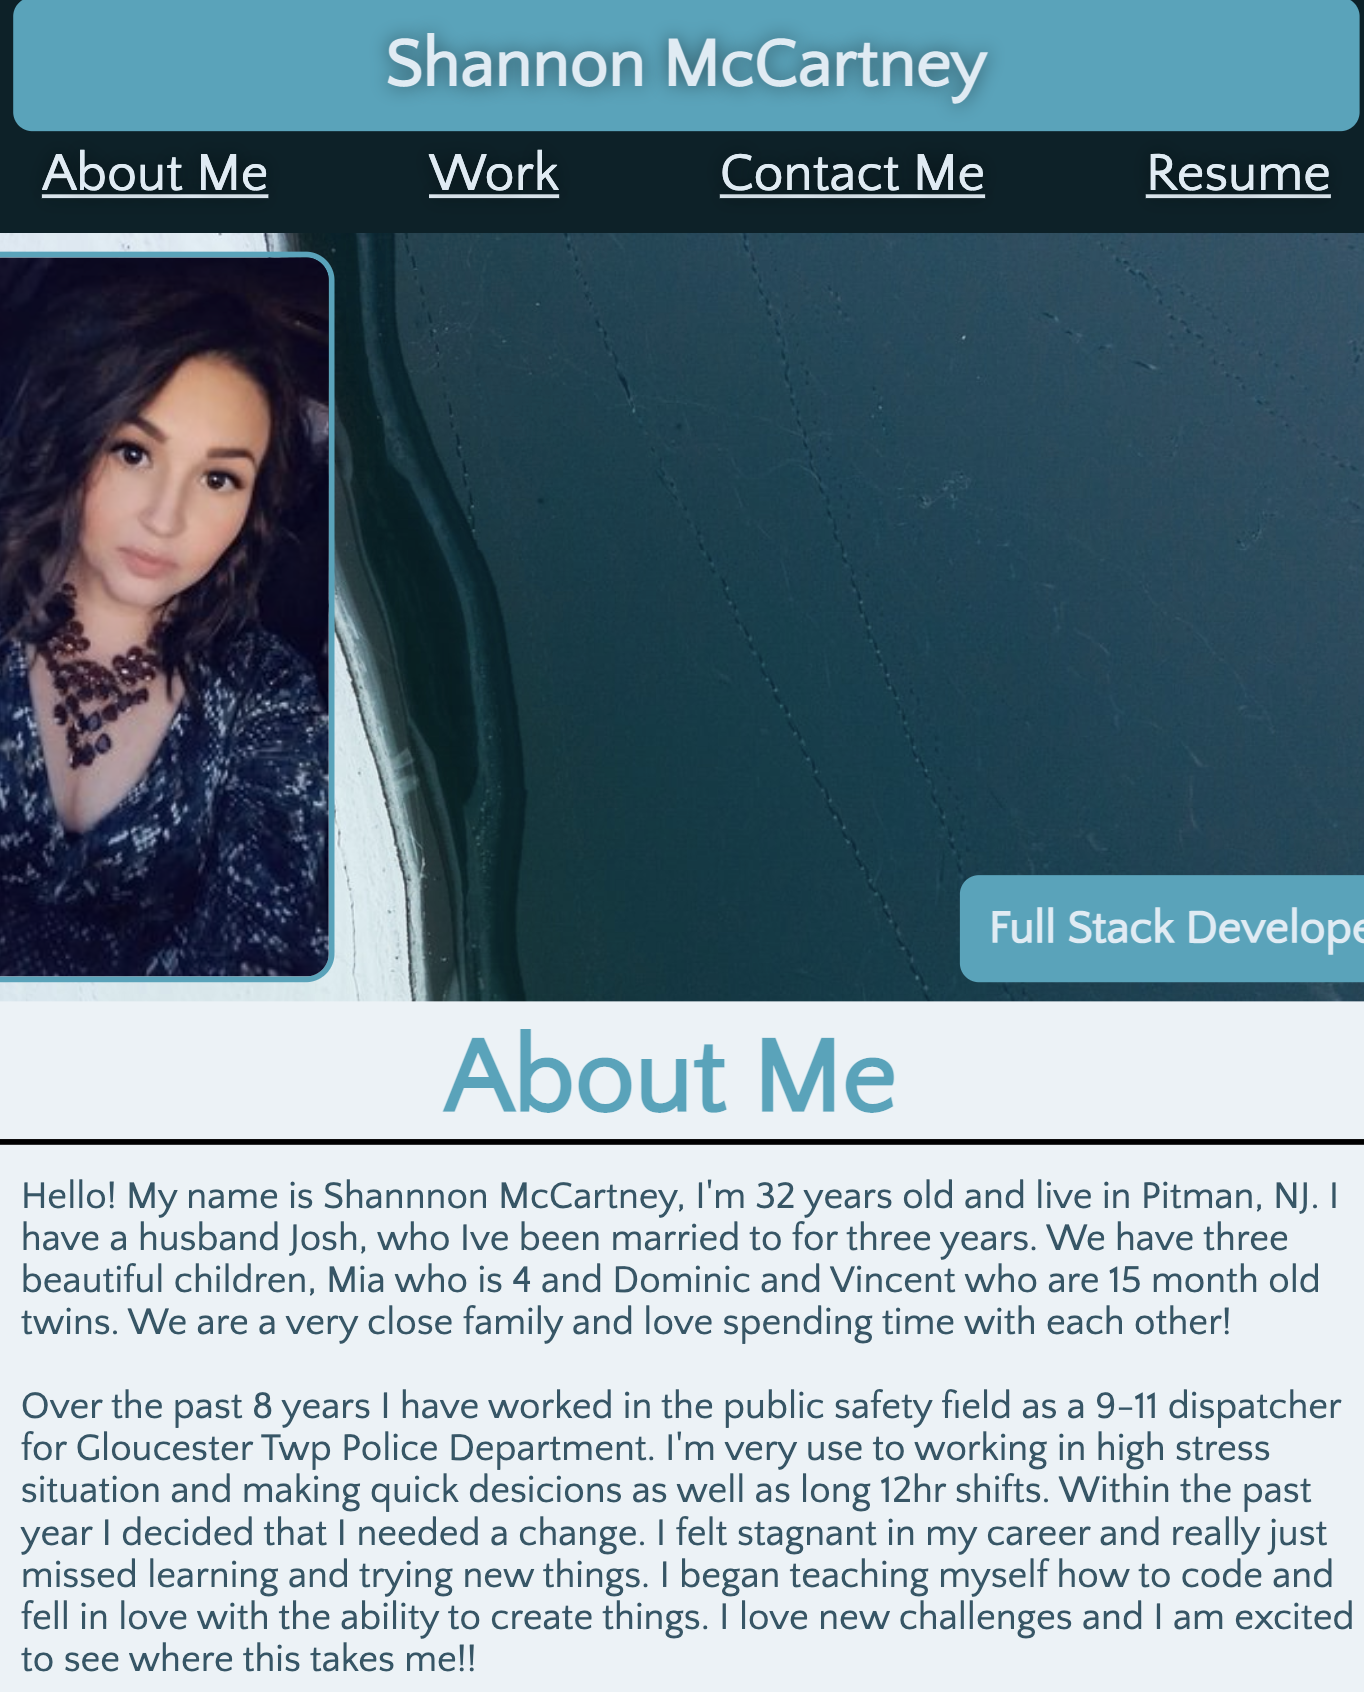 Shannon McCartney
About Me
Work
Contact Me
Resume
Full Stack Develope
About Me
Hello! My name is Shannnon McCartney, I'm 32 years old and live in Pitman, NJ. I
have a husband Josh, who Ive been married to for three years. We have three
beautiful children, Mia who is 4 and Dominic and Vincent who are 15 month old
twins. We are a very close family and love spending time with each other!
Over the past 8 years I have worked in the public safety field as a 9-11 dispatcher
for Gloucester Twp Police Department. I'm very use to working in high stress
situation and making quick desicions as well as long 12hr shifts. Within the past
year I decided that I needed a change. I felt stagnant in my career and really just
missed learning and trying new things. I began teaching myself how to code and
fell in love with the ability to create things. I love new challenges and I am excited
to see where this takes me!!